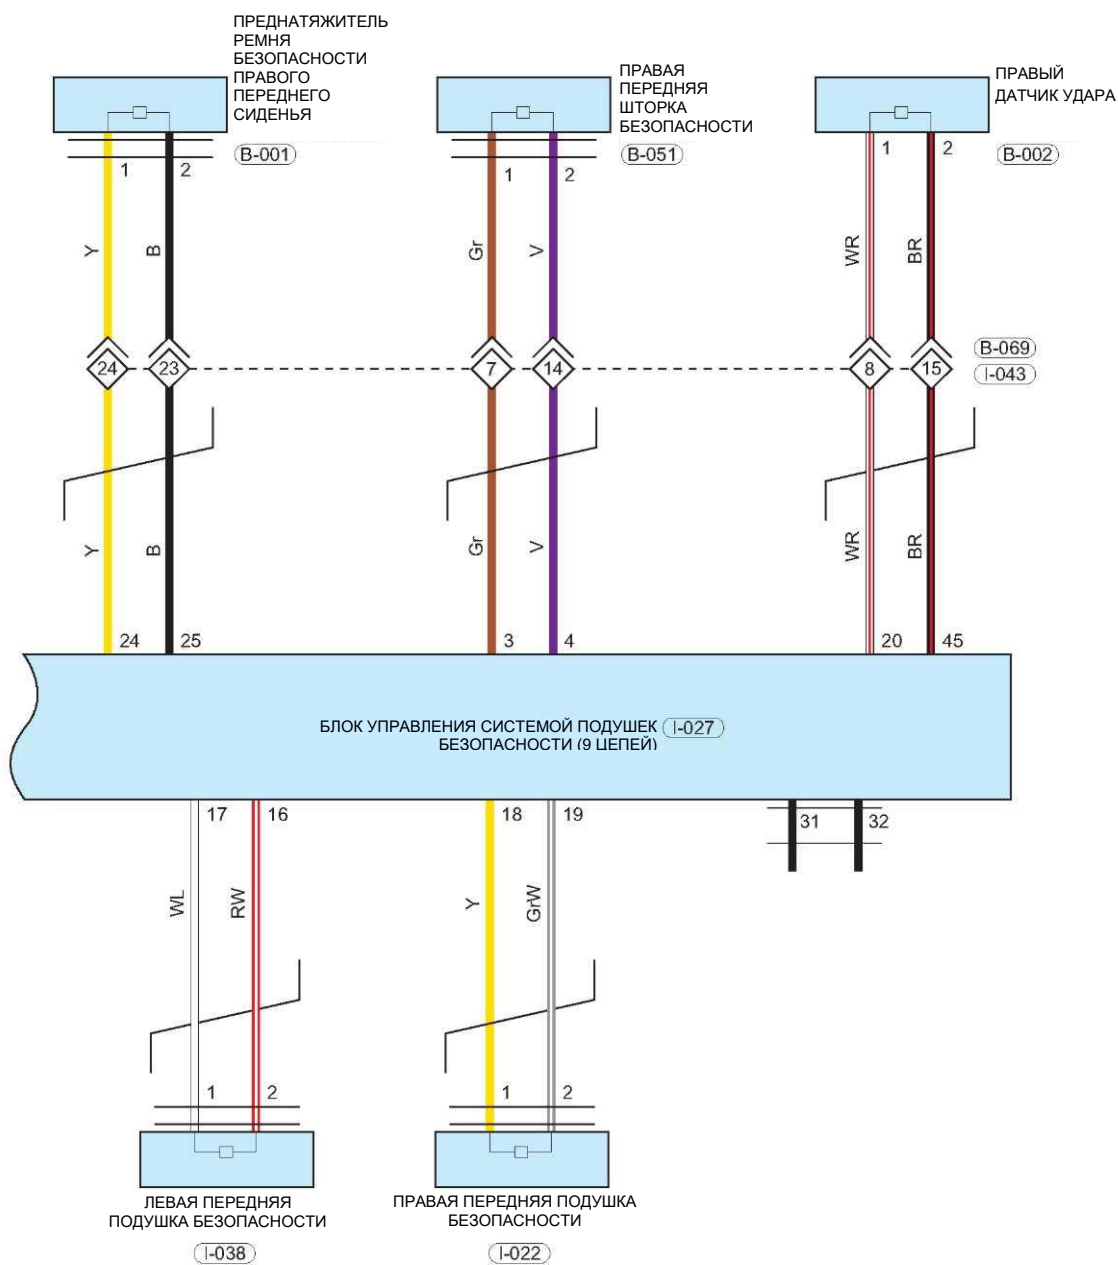 ПРЕДНАТЯЖИТЕЛЬ
РЕМНЯ
БЕЗОПАСНОСТИ
ПРАВОГО
ПЕРЕДНЕГО
СИДЕНЬЯ
B-001
ПРАВАЯ
ПЕРЕДНЯЯ
ШТОРКА
БЕЗОПАСНОСТИ
B-051
ПРАВЫЙ
ДАТЧИК УДАРА
B-002
1 2 1 2 1 2
Y B Gr V WR BR
24 23 7 14 8 15
B-069
I-043
Y B Gr V WR BR
24 25 3 4 20 45
БЛОК УПРАВЛЕНИЯ СИСТЕМОЙ ПОДУШЕК I-027
БЕЗОПАСНОСТИ (9 ЦЕПЕЙ)
17 16 18 19 31 32
WL RW Y GrW
1 2 1 2
ЛЕВАЯ ПЕРЕДНЯЯ
ПОДУШКА БЕЗОПАСНОСТИ
I-038
ПРАВАЯ ПЕРЕДНЯЯ ПОДУШКА
БЕЗОПАСНОСТИ
I-022